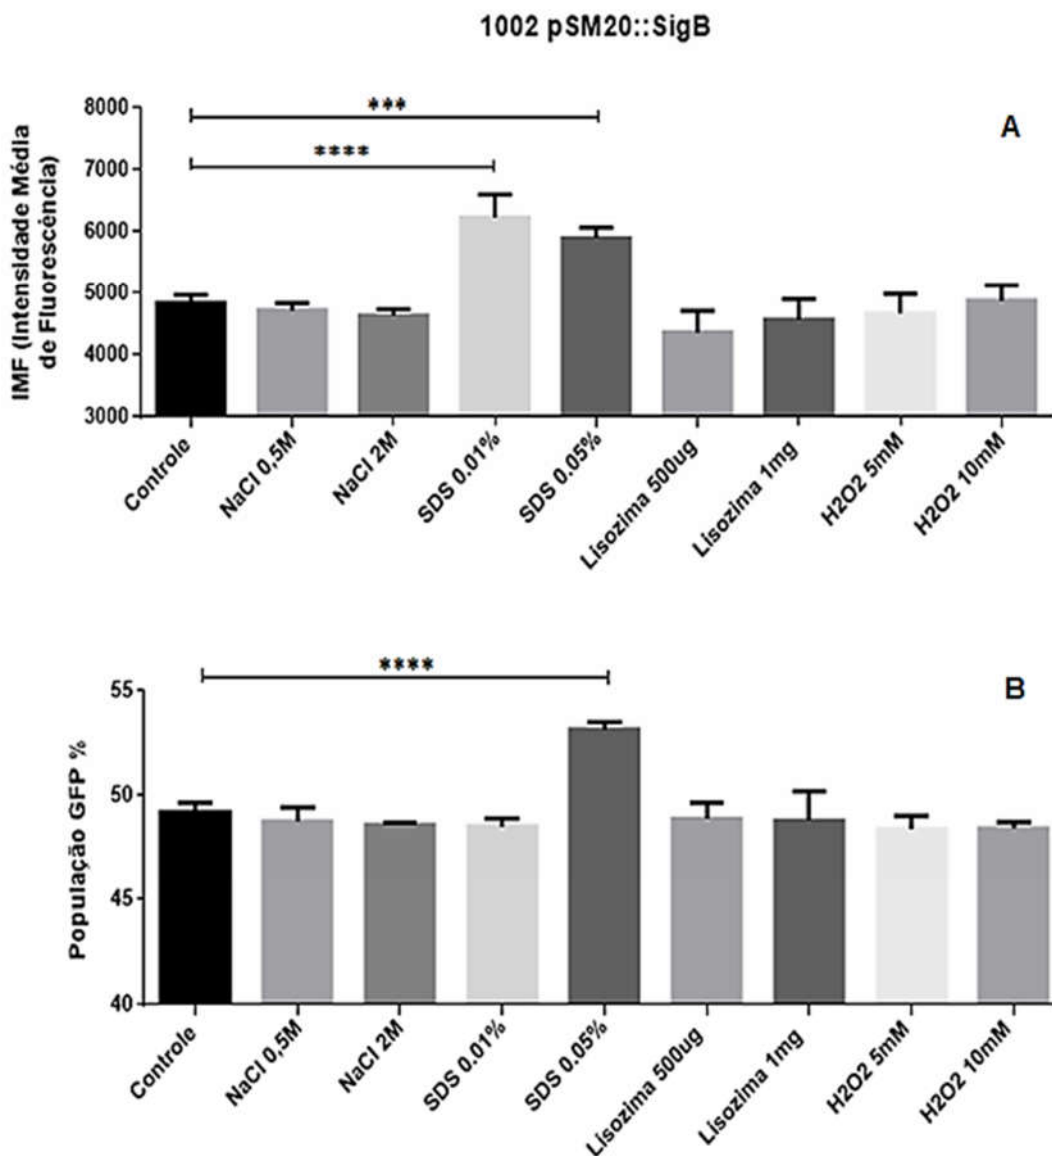 1002 pSM20::SigB
A
IMF (Intensidade Média
de Fluorescência)
8000
7000
6000
5000
4000
3000
***
****
Controle
NaCl 0,5M
NaCl 2M
SDS 0.01%
SDS 0.05%
Lisozima 500ug
Lisozima 1mg
H2O2 5mM
H2O2 10mM
B
População GFP %
55
50
45
40
****
Controle
NaCl 0,5M
NaCl 2M
SDS 0.01%
SDS 0.05%
Lisozima 500ug
Lisozima 1mg
H2O2 5mM
H2O2 10mM